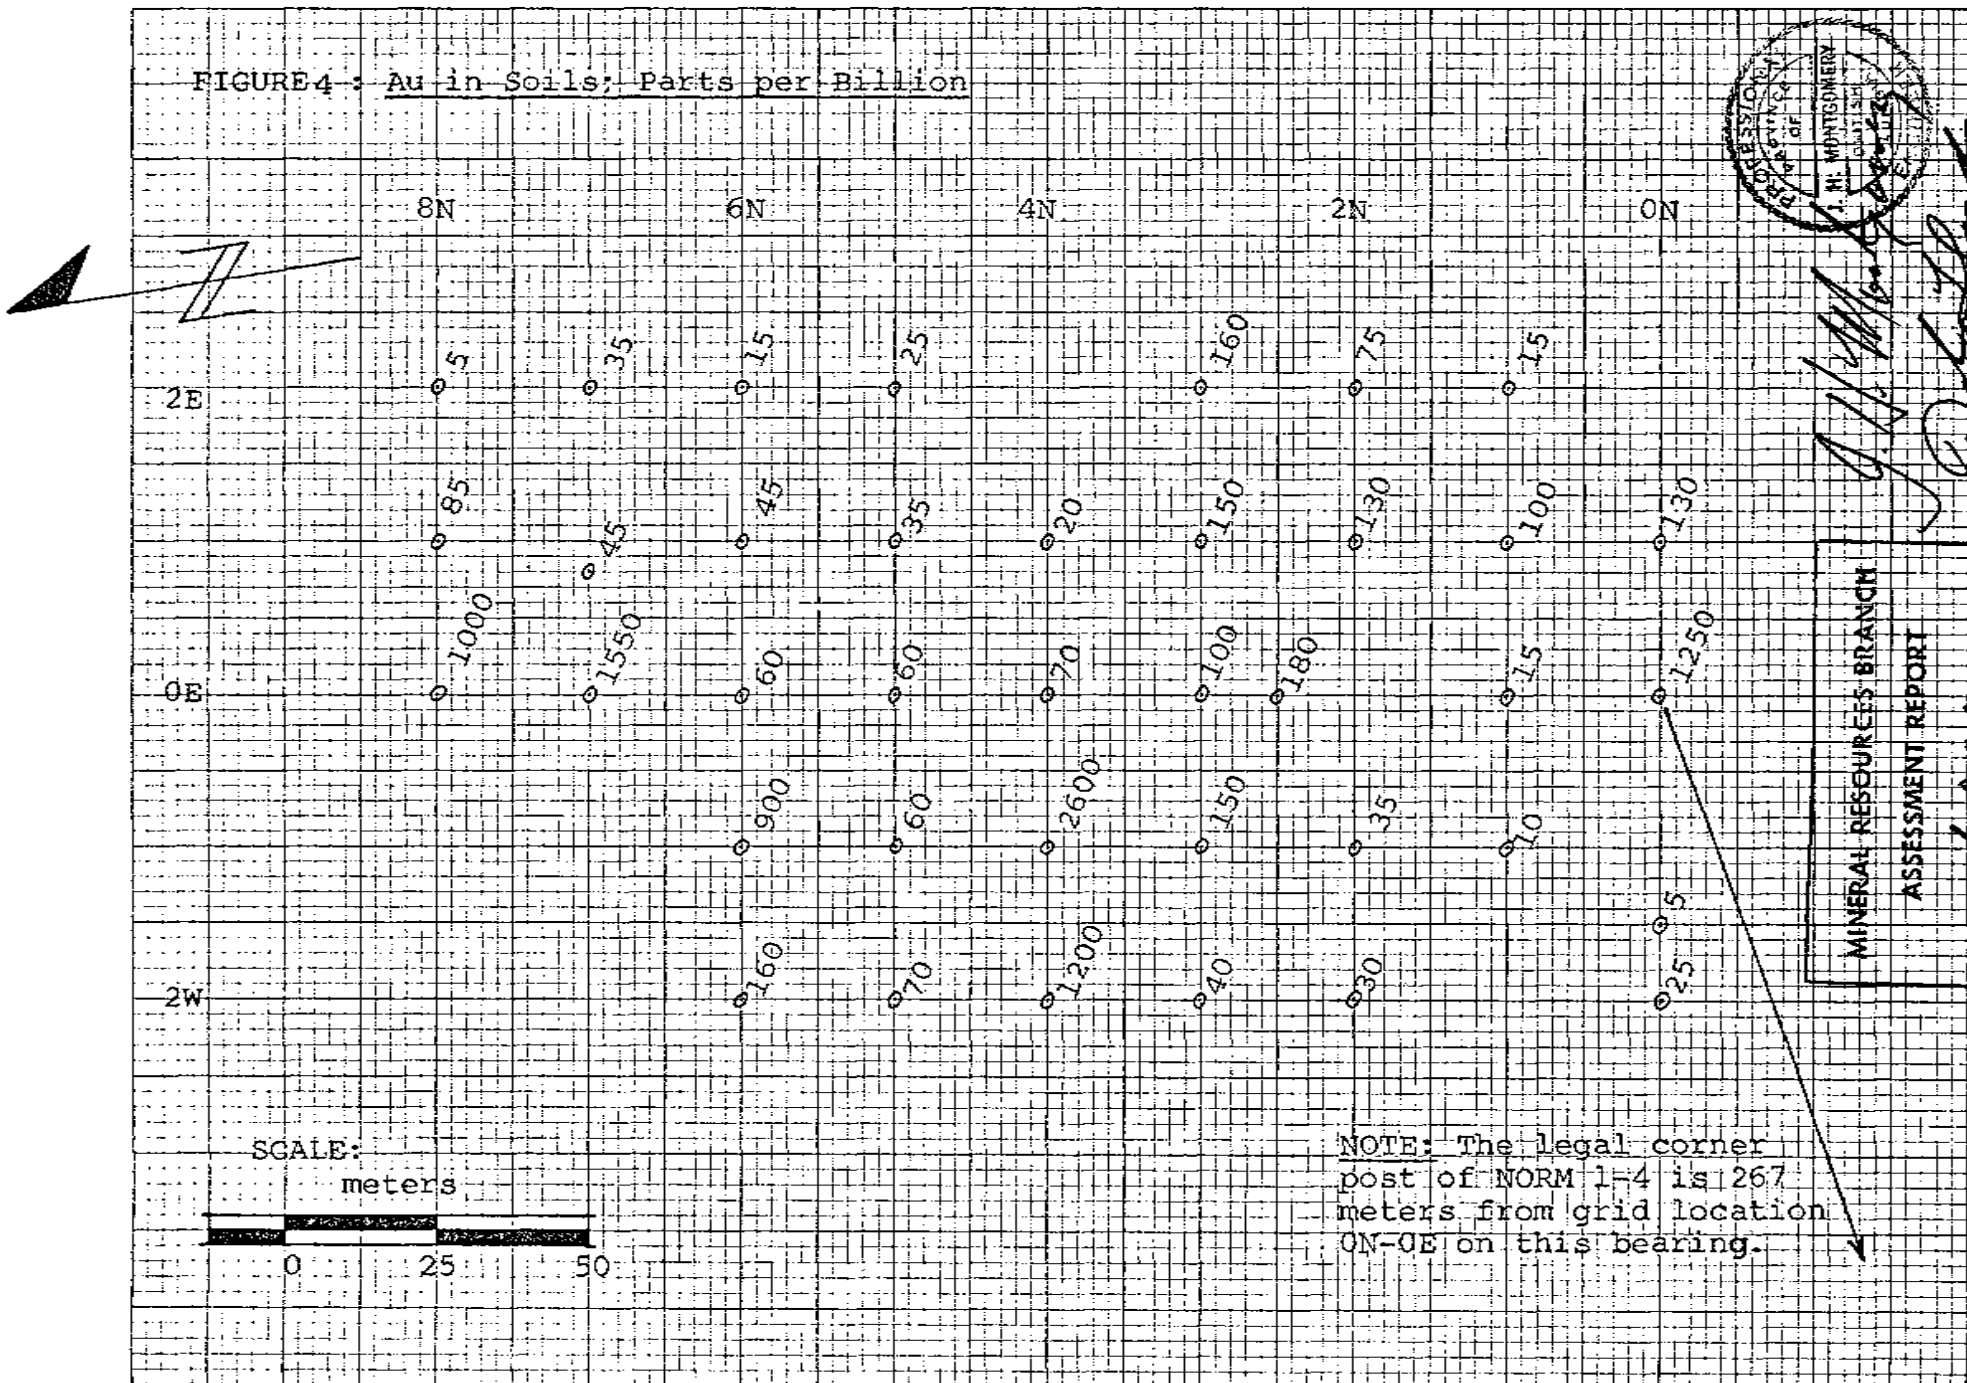 FIGURE 4 : Au in Soils; Parts per Billion
PROFESSIONAL
PROVINCE
OF
J. H. MONTGOMERY
BRITISH
8N 6N 4N 2N 0N
N
2E
5 35 15 25 160 75 15
85 45 45 35 20 150 130 100 130
0E
1000 1550 60 60 70 100 180 15 1250
900 60 2600 150 35 10
5
2W
160 70 1200 40 30 25
MINERAL RESOURCES BRANCH
ASSESSMENT REPORT
SCALE:
meters
0 25 50
NOTE: The legal corner
post of NORM 1-4 is 267
meters from grid location
0N-0E on this bearing.